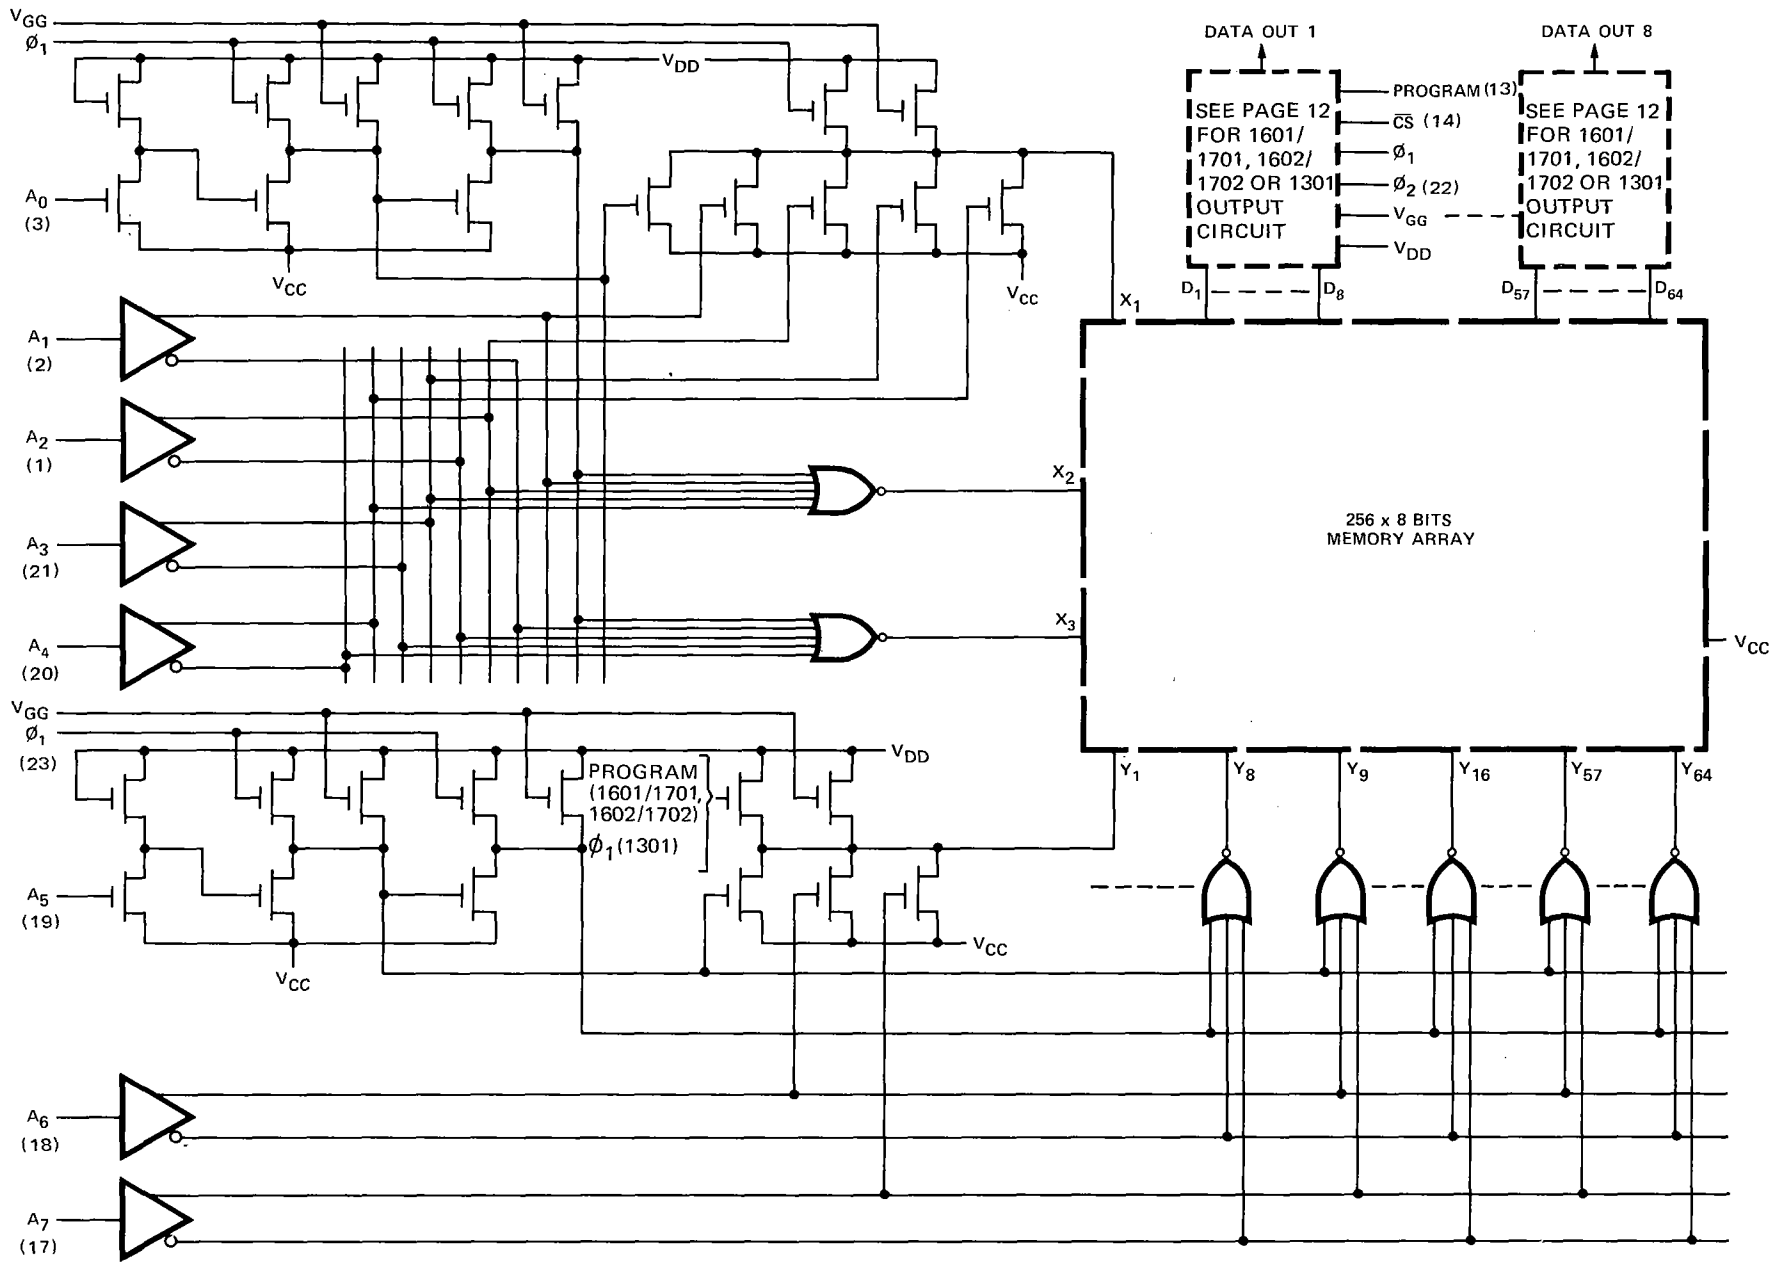 VGG
Ø1
VDD
A0
(3)
VCC
VCC
DATA OUT 1
DATA OUT 8
SEE PAGE 12
FOR 1601/
1701, 1602/
1702 OR 1301
OUTPUT
CIRCUIT
PROGRAM (13)
C̅S̅ (14)
Ø1
Ø2 (22)
VGG
VDD
SEE PAGE 12
FOR 1601/
1701, 1602/
1702 OR 1301
OUTPUT
CIRCUIT
D1
D8
D57
D64
X1
A1
(2)
A2
(1)
A3
(21)
A4
(20)
X2
X3
256 x 8 BITS
MEMORY ARRAY
VCC
VGG
Ø1
(23)
VDD
PROGRAM
(1601/1701,
1602/1702)
Ø1 (1301)
A5
(19)
VCC
VCC
Y1
Y8
Y9
Y16
Y57
Y64
A6
(18)
A7
(17)